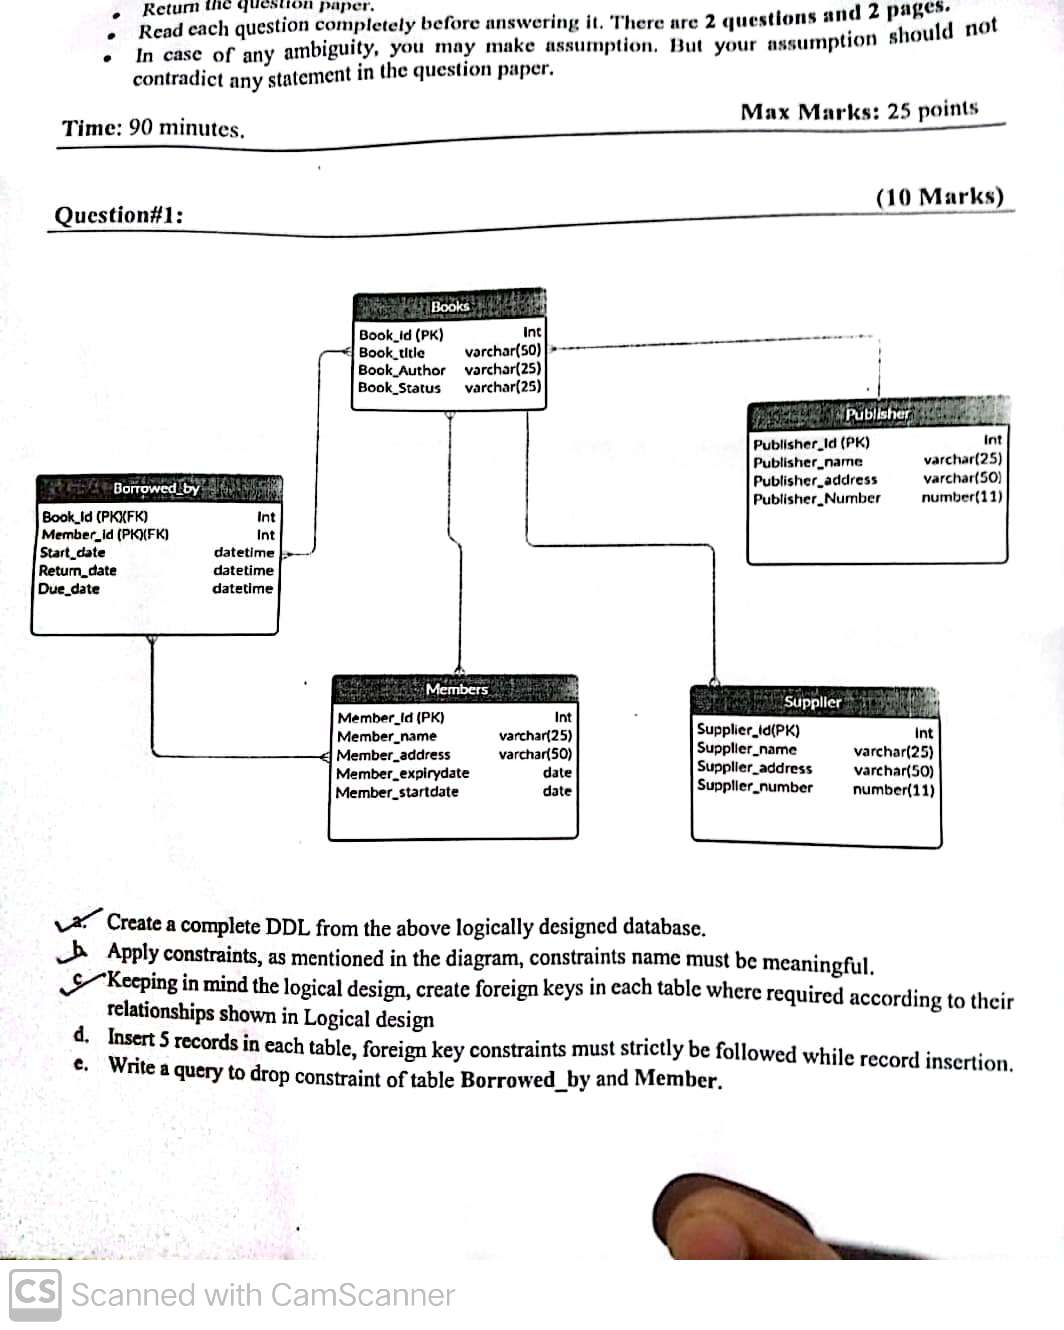 Return the question paper.
• Read each question completely before answering it. There are 2 questions and 2 pages.
• In case of any ambiguity, you may make assumption. But your assumption should not
contradict any statement in the question paper.
Time: 90 minutes.
Max Marks: 25 points
Question#1:
(10 Marks)
Books
Book_id (PK) Int
Book_title varchar(50)
Book_Author varchar(25)
Book_Status varchar(25)
Publisher
Publisher_Id (PK) Int
Publisher_name varchar(25)
Publisher_address varchar(50)
Publisher_Number number(11)
Borrowed_by
Book_Id (PK)(FK) Int
Member_Id (PK)(FK) Int
Start_date datetime
Return_date datetime
Due_date datetime
Members
Member_Id (PK) Int
Member_name varchar(25)
Member_address varchar(50)
Member_expirydate date
Member_startdate date
Supplier
Supplier_Id(PK) Int
Supplier_name varchar(25)
Supplier_address varchar(50)
Supplier_number number(11)
a. Create a complete DDL from the above logically designed database.
b. Apply constraints, as mentioned in the diagram, constraints name must be meaningful.
c. Keeping in mind the logical design, create foreign keys in each table where required according to their
relationships shown in Logical design
d. Insert 5 records in each table, foreign key constraints must strictly be followed while record insertion.
e. Write a query to drop constraint of table Borrowed_by and Member.
CS Scanned with CamScanner